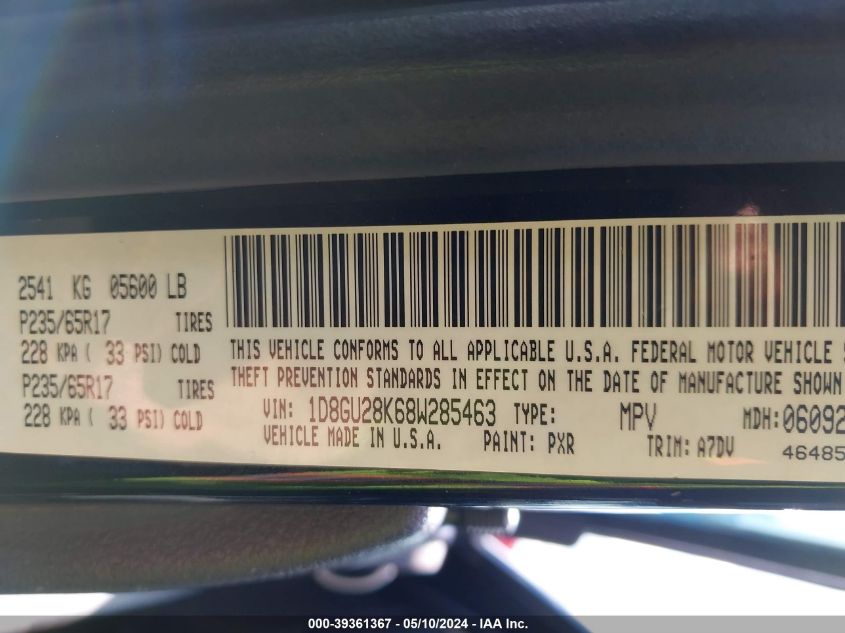 2541 KG 05600 LB
P235/65R17 TIRES
228 KPA ( 33 PSI) COLD
P235/65R17 TIRES
228 KPA ( 33 PSI) COLD
THIS VEHICLE CONFORMS TO ALL APPLICABLE U.S.A. FEDERAL MOTOR VEHICLE S
THEFT PREVENTION STANDARDS IN EFFECT ON THE DATE OF MANUFACTURE SHOWN
VIN: 1D8GU28K68W285463 TYPE: MPV MDH: 06092
VEHICLE MADE IN U.S.A. PAINT: PXR TRIM: A7DV 46485
000-39361367 - 05/10/2024 - IAA Inc.